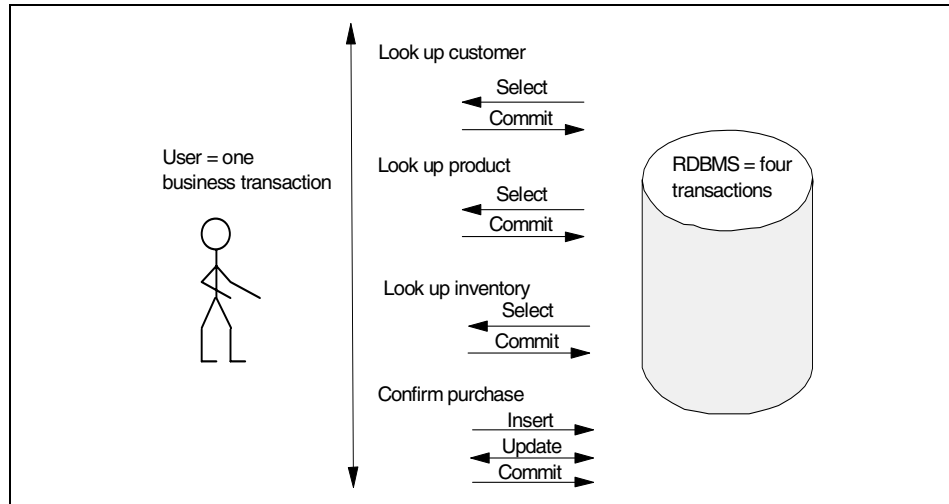 Look up customer
Select
Commit
User = one
business transaction
Look up product
Select
Commit
RDBMS = four
transactions
Look up inventory
Select
Commit
Confirm purchase
Insert
Update
Commit